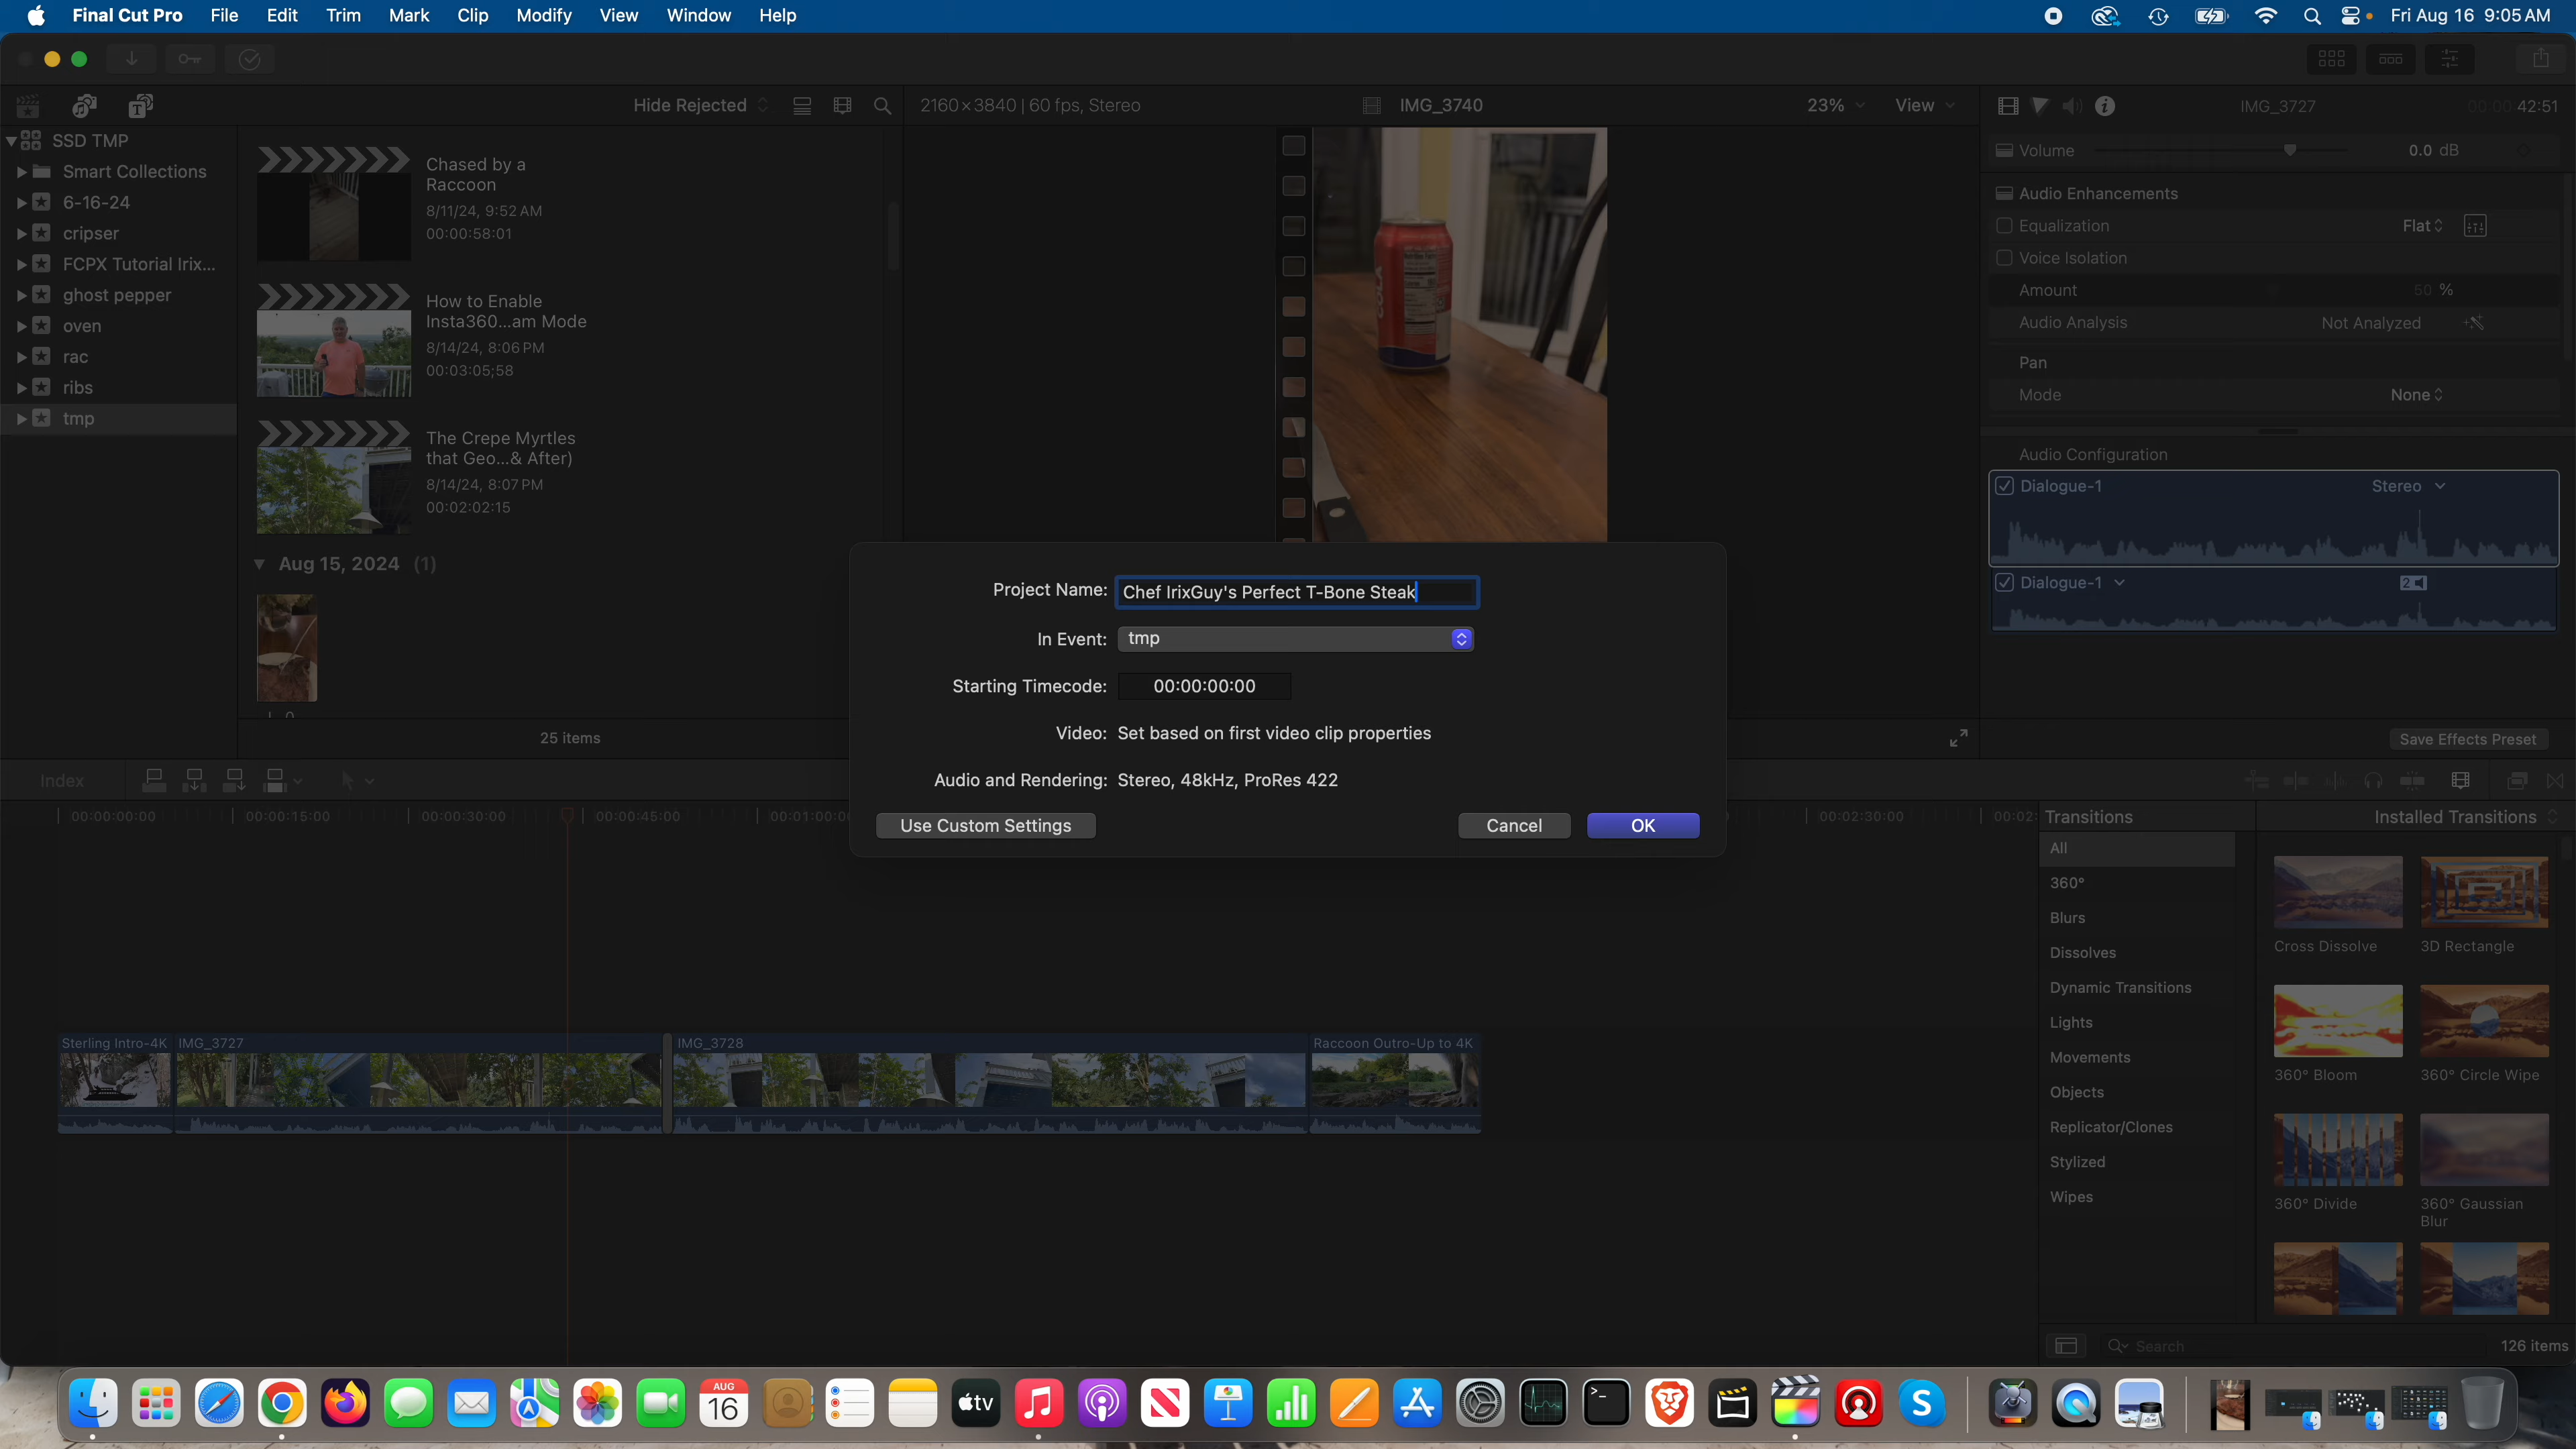 Final Cut Pro File Edit Trim Mark Clip Modify View Window Help
Fri Aug 16 9:05 AM
Hide Rejected
2160×3840 | 60 fps, Stereo
IMG_3740
23%
View
IMG_3727
00:00:42:51
SSD TMP
Smart Collections
6-16-24
cripser
FCPX Tutorial Irix...
ghost pepper
oven
rac
ribs
tmp
Chased by a
Raccoon
8/11/24, 9:52 AM
00:00:58:01
How to Enable
Insta360...am Mode
8/14/24, 8:06 PM
00:03:05;58
The Crepe Myrtles
that Geo...& After)
8/14/24, 8:07 PM
00:02:02:15
Aug 15, 2024 (1)
25 items
COLA
Volume 0.0 dB
Audio Enhancements
Equalization Flat
Voice Isolation
Amount 50 %
Audio Analysis Not Analyzed
Pan
Mode None
Audio Configuration
Dialogue-1 Stereo
Dialogue-1 2
Save Effects Preset
Project Name: Chef IrixGuy's Perfect T-Bone Steak
In Event: tmp
Starting Timecode: 00:00:00:00
Video: Set based on first video clip properties
Audio and Rendering: Stereo, 48kHz, ProRes 422
Use Custom Settings Cancel OK
Index
00:00:00:00 00:00:15:00 00:00:30:00 00:00:45:00 00:01:00:00 00:02:30:00 00:02:
Sterling Intro-4K IMG_3727 IMG_3728 Raccoon Outro-Up to 4K
Transitions
Installed Transitions
All
360°
Blurs
Dissolves
Dynamic Transitions
Lights
Movements
Objects
Replicator/Clones
Stylized
Wipes
Cross Dissolve 3D Rectangle
360° Bloom 360° Circle Wipe
360° Divide 360° Gaussian
Blur
Search
126 items
AUG
16
tv